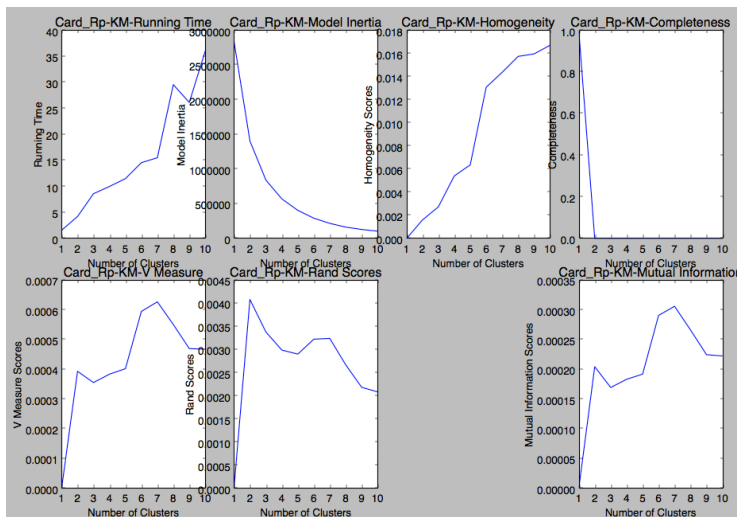 Card_Rp-KM-Running Time
40
35
30
25
20
15
10
5
0
Running Time
1 2 3 4 5 6 7 8 9 10
Number of Clusters
Card_Rp-KM-Model Inertia
3000000
2500000
2000000
1500000
1000000
500000
0
Model Inertia
1 2 3 4 5 6 7 8 9 10
Number of Clusters
Card_Rp-KM-Homogeneity
0.018
0.016
0.014
0.012
0.010
0.008
0.006
0.004
0.002
0.000
Homogeneity Scores
1 2 3 4 5 6 7 8 9 10
Number of Clusters
Card_Rp-KM-Completeness
1.0
0.8
0.6
0.4
0.2
0.0
Completeness
1 2 3 4 5 6 7 8 9 10
Number of Clusters
Card_Rp-KM-V Measure
0.0007
0.0006
0.0005
0.0004
0.0003
0.0002
0.0001
0.0000
V Measure Scores
1 2 3 4 5 6 7 8 9 10
Number of Clusters
Card_Rp-KM-Rand Scores
0.0045
0.0040
0.0035
0.0030
0.0025
0.0020
0.0015
0.0010
0.0005
0.0000
Rand Scores
1 2 3 4 5 6 7 8 9 10
Number of Clusters
Card_Rp-KM-Mutual Information
0.00035
0.00030
0.00025
0.00020
0.00015
0.00010
0.00005
0.00000
Mutual Information Scores
1 2 3 4 5 6 7 8 9 10
Number of Clusters